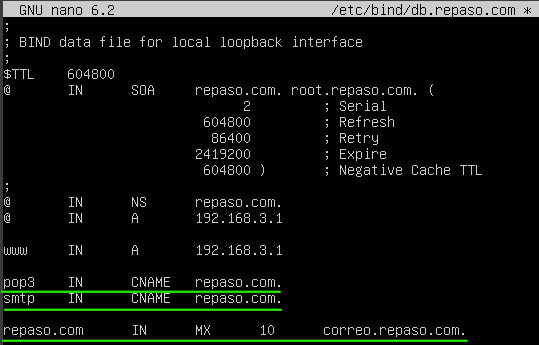 GNU nano 6.2 /etc/bind/db.repaso.com *
;
; BIND data file for local loopback interface
;
$TTL 604800
@ IN SOA repaso.com. root.repaso.com. (
2 ; Serial
604800 ; Refresh
86400 ; Retry
2419200 ; Expire
604800 ) ; Negative Cache TTL
;
@ IN NS repaso.com.
@ IN A 192.168.3.1
www IN A 192.168.3.1
pop3 IN CNAME repaso.com.
smtp IN CNAME repaso.com.
repaso.com IN MX 10 correo.repaso.com.